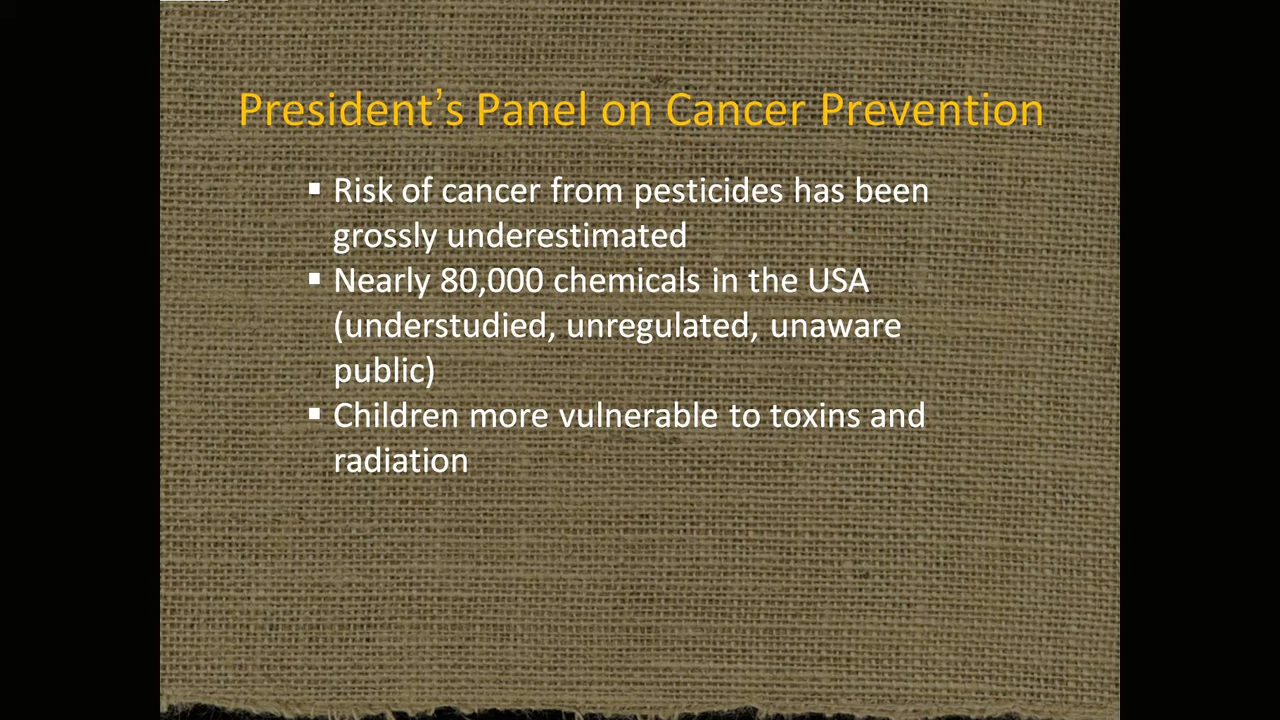 President’s Panel on Cancer Prevention
▪ Risk of cancer from pesticides has been
grossly underestimated
▪ Nearly 80,000 chemicals in the USA
(understudied, unregulated, unaware
public)
▪ Children more vulnerable to toxins and
radiation